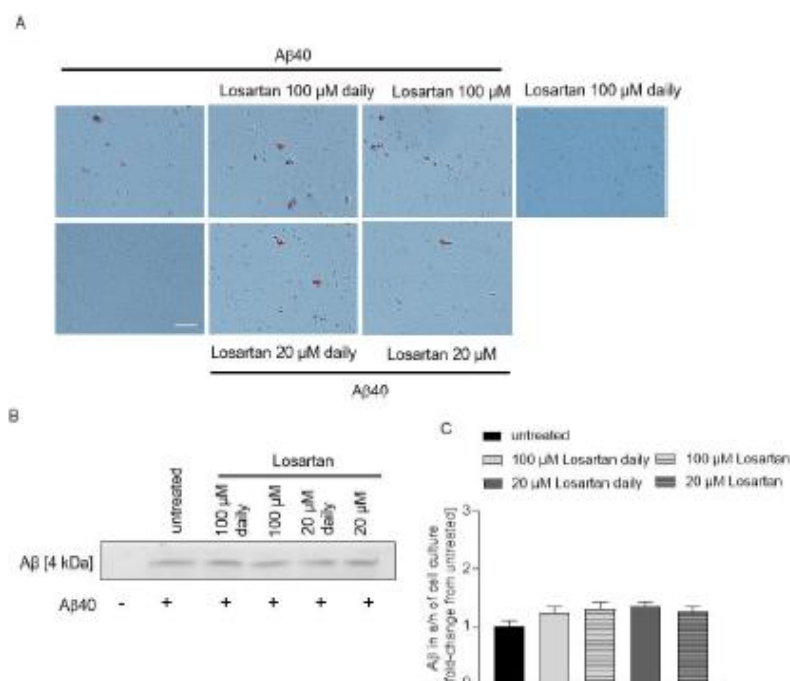 A
Aβ40
Losartan 100 µM daily Losartan 100 µM Losartan 100 µM daily
Losartan 20 µM daily Losartan 20 µM
Aβ40
B
Losartan
untreated
100 µM daily
100 µM
20 µM daily
20 µM
Aβ [4 kDa]
Aβ40 - + + + + +
C
untreated
100 µM Losartan daily 100 µM Losartan
20 µM Losartan daily 20 µM Losartan
Aβ in s/n of cell culture
fold-change from untreated]
3
2
1
0